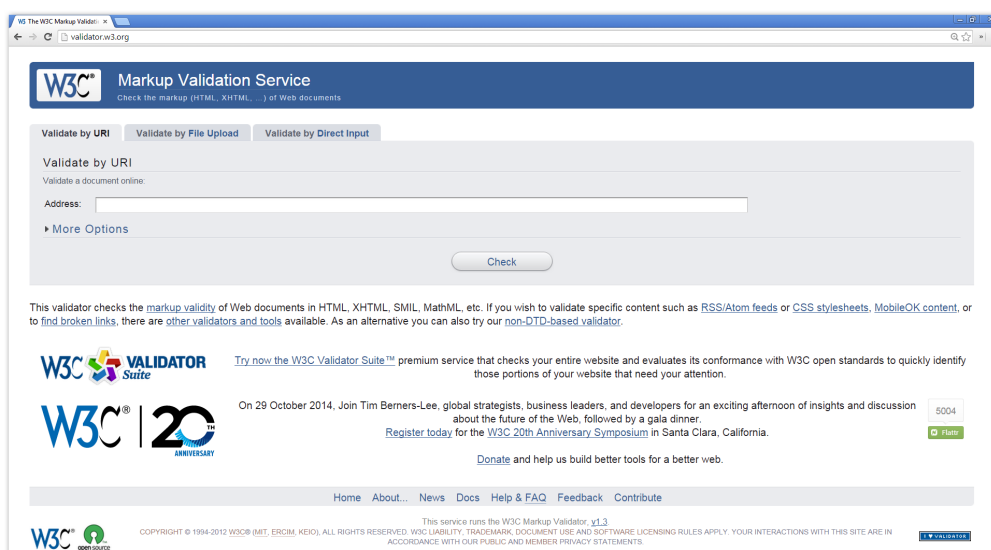 W3 The W3C Markup Validati
validator.w3.org
W3C®
Markup Validation Service
Check the markup (HTML, XHTML, ...) of Web documents
Validate by URI
Validate by File Upload
Validate by Direct Input
Validate by URI
Validate a document online:
Address:
More Options
Check
This validator checks the markup validity of Web documents in HTML, XHTML, SMIL, MathML, etc. If you wish to validate specific content such as RSS/Atom feeds or CSS stylesheets, MobileOK content, or
to find broken links, there are other validators and tools available. As an alternative you can also try our non-DTD-based validator.
W3C VALIDATOR
Suite
Try now the W3C Validator Suite™ premium service that checks your entire website and evaluates its conformance with W3C open standards to quickly identify
those portions of your website that need your attention.
W3C® 20TH
ANNIVERSARY
On 29 October 2014, Join Tim Berners-Lee, global strategists, business leaders, and developers for an exciting afternoon of insights and discussion
about the future of the Web, followed by a gala dinner.
Register today for the W3C 20th Anniversary Symposium in Santa Clara, California.
5004
Flattr
Donate and help us build better tools for a better web.
Home About... News Docs Help & FAQ Feedback Contribute
W3C®
open source
This service runs the W3C Markup Validator, v1.3.
COPYRIGHT © 1994-2012 W3C® (MIT, ERCIM, KEIO), ALL RIGHTS RESERVED. W3C LIABILITY, TRADEMARK, DOCUMENT USE AND SOFTWARE LICENSING RULES APPLY. YOUR INTERACTIONS WITH THIS SITE ARE IN
ACCORDANCE WITH OUR PUBLIC AND MEMBER PRIVACY STATEMENTS.
I ♥ VALIDATOR